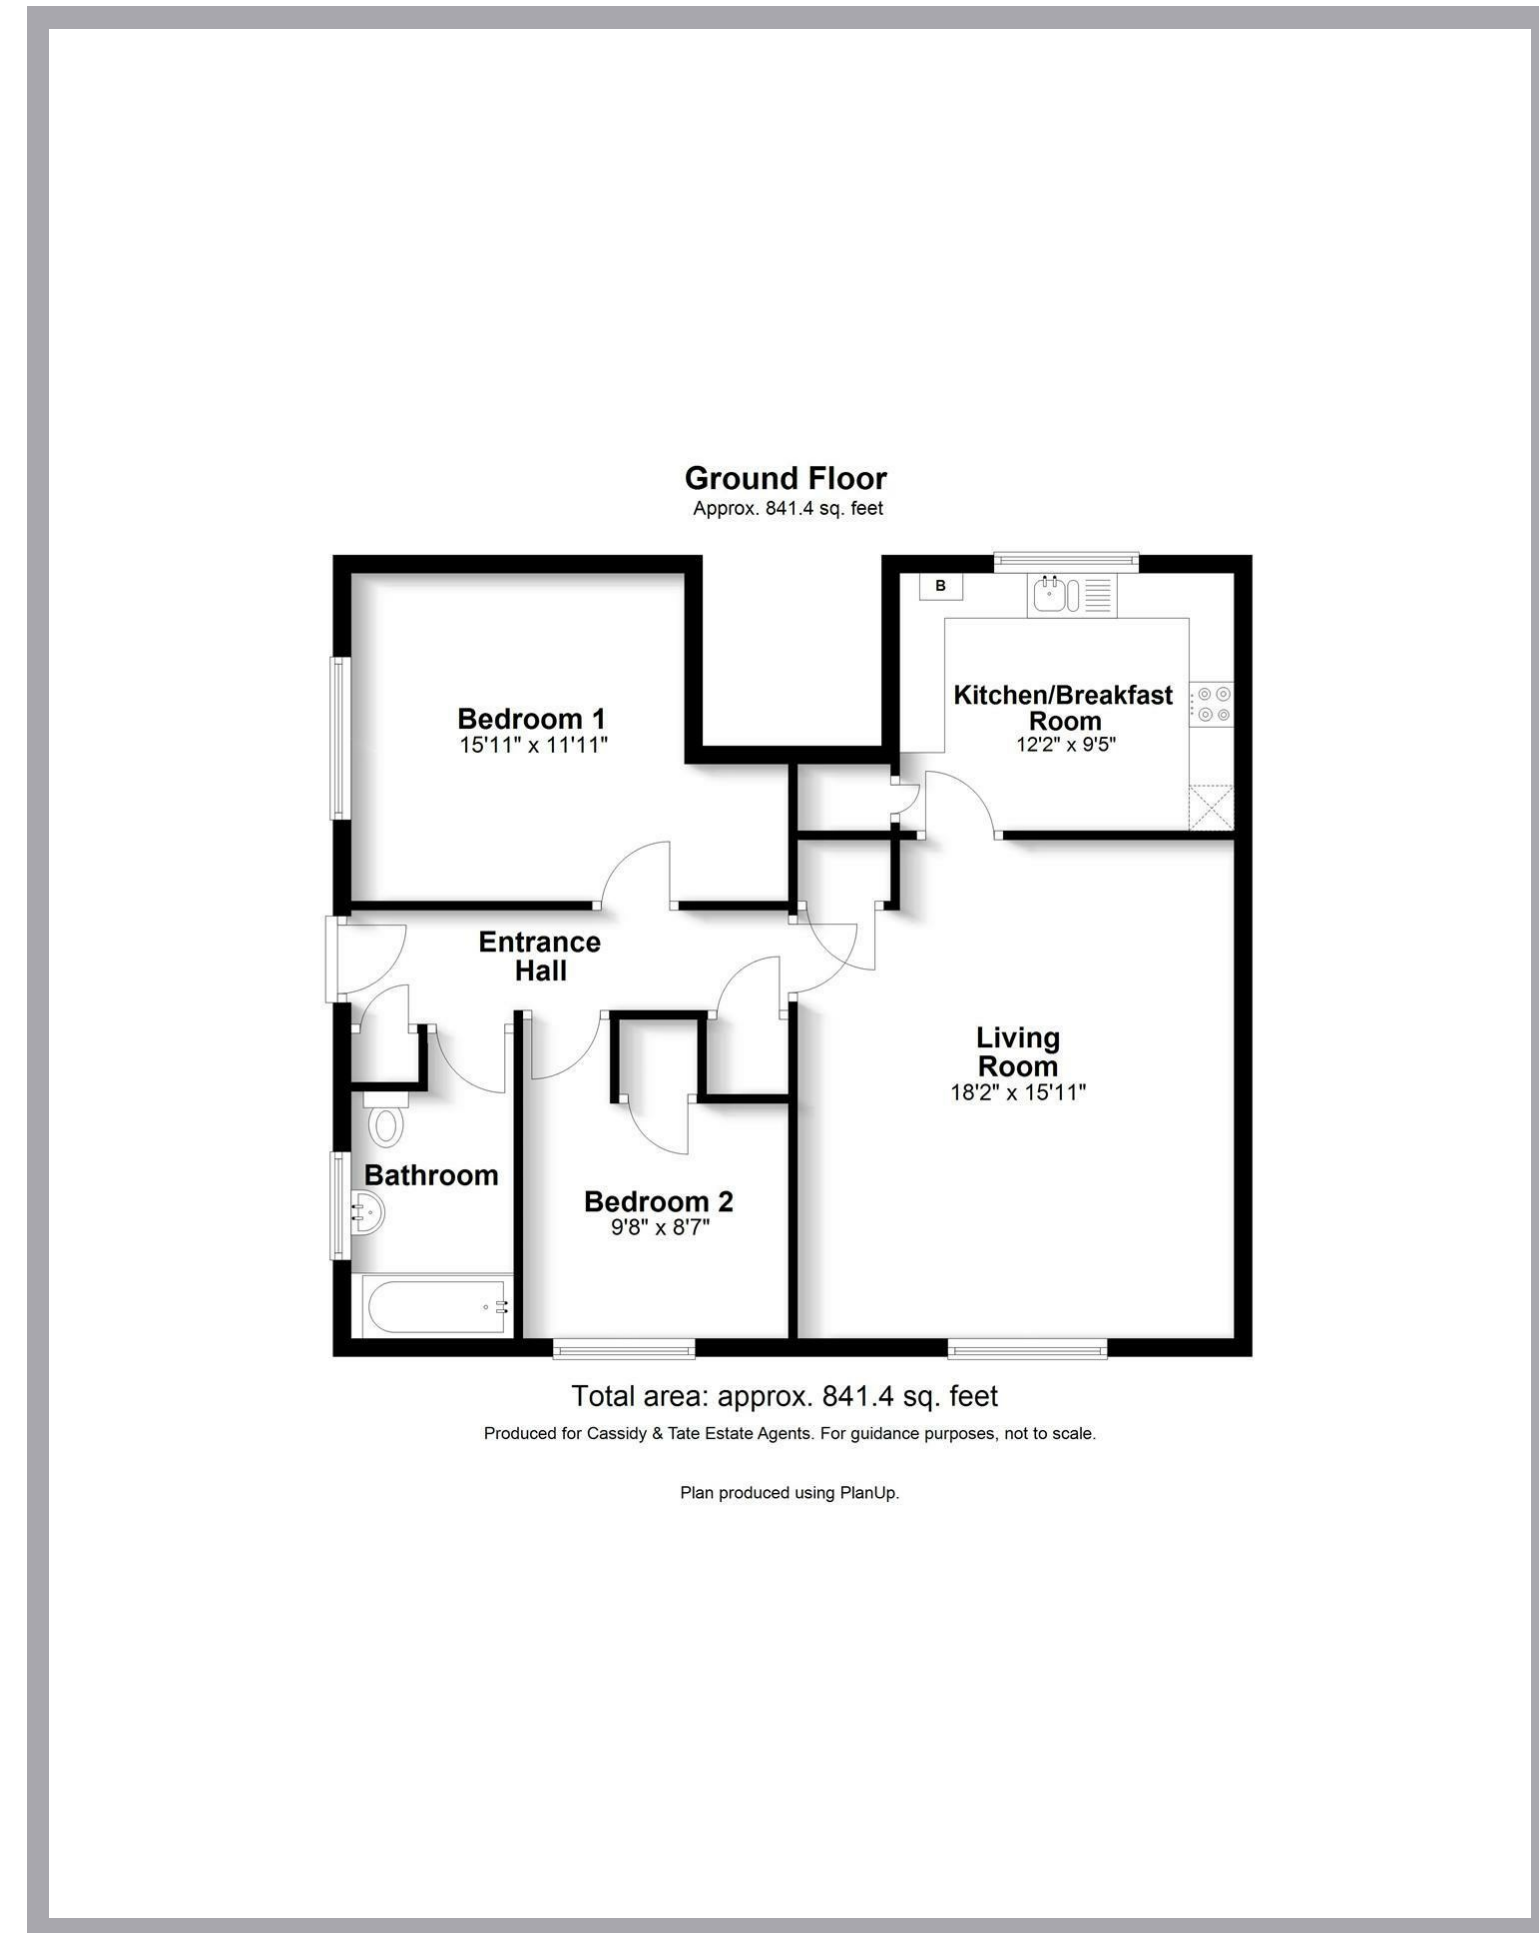 Ground Floor
Approx. 841.4 sq. feet
B
Kitchen/Breakfast
Room
12'2" x 9'5"
Bedroom 1
15'11" x 11'11"
Entrance
Hall
Living
Room
18'2" x 15'11"
Bathroom
Bedroom 2
9'8" x 8'7"
Total area: approx. 841.4 sq. feet
Produced for Cassidy & Tate Estate Agents. For guidance purposes, not to scale.
Plan produced using PlanUp.